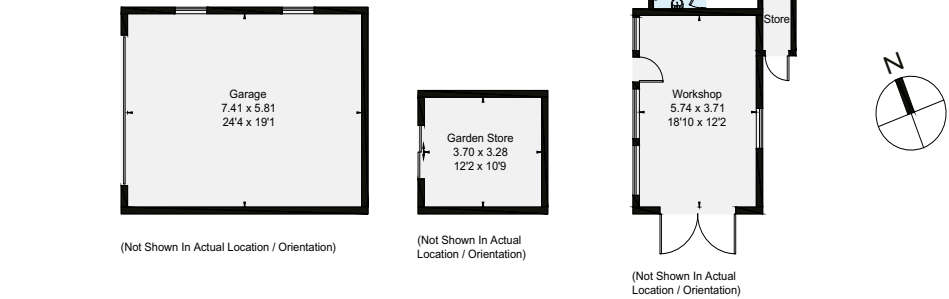 Store
N
Garage
7.41 x 5.81
24'4 x 19'1
Workshop
5.74 x 3.71
18'10 x 12'2
Garden Store
3.70 x 3.28
12'2 x 10'9
(Not Shown In Actual Location / Orientation)
(Not Shown In Actual
Location / Orientation)
(Not Shown In Actual
Location / Orientation)